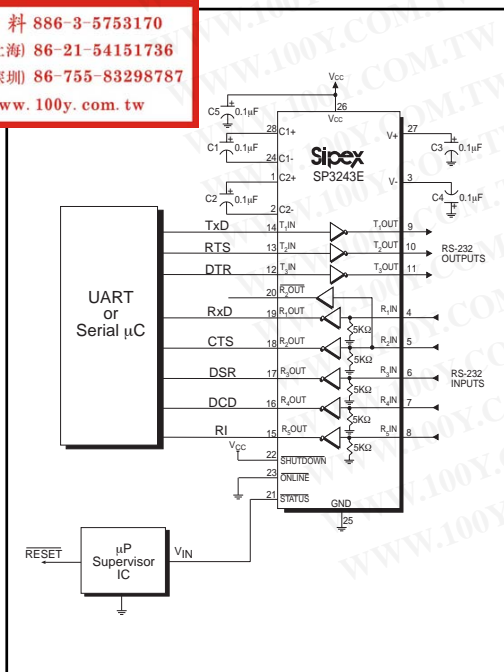 料 886-3-5753170
海) 86-21-54151736
圳) 86-755-83298787
ww. 100y. com. tw
WWW.100Y.COM.TW
VCC
26
VCC
C5 + 0.1μF
28 C1+
C1 + 0.1μF
24 C1-
1 C2+
C2 + 0.1μF
2 C2-
Sipex
SP3243E
V+ 27
C3 + 0.1μF
V- 3
C4 0.1μF
+
UART
or
Serial μC
TxD 14 T1IN T1OUT 9
RTS 13 T2IN T2OUT 10
DTR 12 T3IN T3OUT 11
RS-232
OUTPUTS
20 R2OUT
RxD 19 R1OUT R1IN 4
5KΩ
CTS 18 R2OUT R2IN 5
5KΩ
DSR 17 R3OUT R3IN 6
5KΩ
DCD 16 R4OUT R4IN 7
5KΩ
RI 15 R5OUT R5IN 8
5KΩ
RS-232
INPUTS
VCC
22 SHUTDOWN
23 ONLINE
21 STATUS
GND
25
RESET
μP
Supervisor
IC
VIN